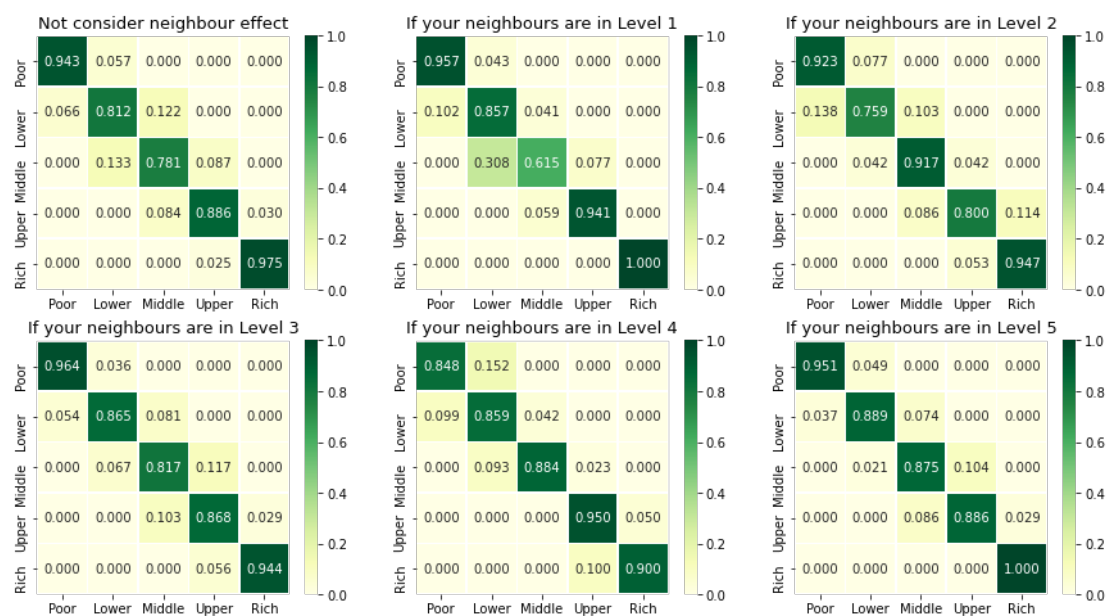 Not consider neighbour effect
Poor 0.943 0.057 0.000 0.000 0.000
Lower 0.066 0.812 0.122 0.000 0.000
Middle 0.000 0.133 0.781 0.087 0.000
Upper 0.000 0.000 0.084 0.886 0.030
Rich 0.000 0.000 0.000 0.025 0.975
Poor Lower Middle Upper Rich
1.0
0.8
0.6
0.4
0.2
0.0
If your neighbours are in Level 1
Poor 0.957 0.043 0.000 0.000 0.000
Lower 0.102 0.857 0.041 0.000 0.000
Middle 0.000 0.308 0.615 0.077 0.000
Upper 0.000 0.000 0.059 0.941 0.000
Rich 0.000 0.000 0.000 0.000 1.000
Poor Lower Middle Upper Rich
1.0
0.8
0.6
0.4
0.2
0.0
If your neighbours are in Level 2
Poor 0.923 0.077 0.000 0.000 0.000
Lower 0.138 0.759 0.103 0.000 0.000
Middle 0.000 0.042 0.917 0.042 0.000
Upper 0.000 0.000 0.086 0.800 0.114
Rich 0.000 0.000 0.000 0.053 0.947
Poor Lower Middle Upper Rich
1.0
0.8
0.6
0.4
0.2
0.0
If your neighbours are in Level 3
Poor 0.964 0.036 0.000 0.000 0.000
Lower 0.054 0.865 0.081 0.000 0.000
Middle 0.000 0.067 0.817 0.117 0.000
Upper 0.000 0.000 0.103 0.868 0.029
Rich 0.000 0.000 0.000 0.056 0.944
Poor Lower Middle Upper Rich
1.0
0.8
0.6
0.4
0.2
0.0
If your neighbours are in Level 4
Poor 0.848 0.152 0.000 0.000 0.000
Lower 0.099 0.859 0.042 0.000 0.000
Middle 0.000 0.093 0.884 0.023 0.000
Upper 0.000 0.000 0.000 0.950 0.050
Rich 0.000 0.000 0.000 0.100 0.900
Poor Lower Middle Upper Rich
1.0
0.8
0.6
0.4
0.2
0.0
If your neighbours are in Level 5
Poor 0.951 0.049 0.000 0.000 0.000
Lower 0.037 0.889 0.074 0.000 0.000
Middle 0.000 0.021 0.875 0.104 0.000
Upper 0.000 0.000 0.086 0.886 0.029
Rich 0.000 0.000 0.000 0.000 1.000
Poor Lower Middle Upper Rich
1.0
0.8
0.6
0.4
0.2
0.0